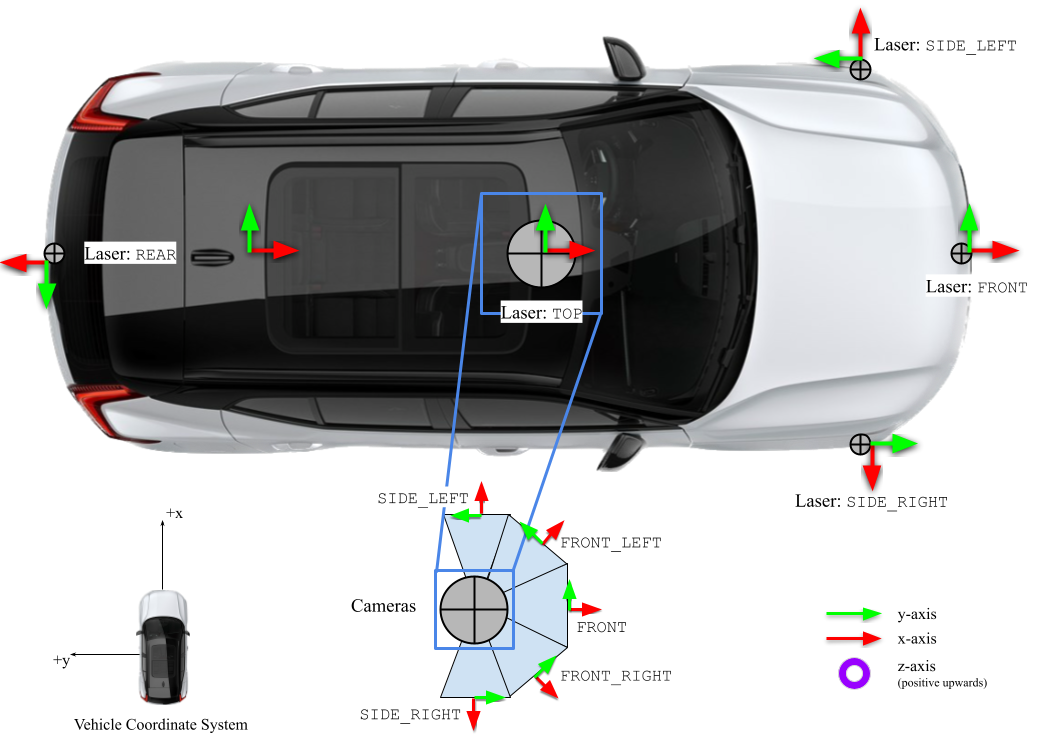 Laser: SIDE_LEFT
Laser: REAR
Laser: FRONT
Laser: TOP
SIDE_LEFT
Laser: SIDE_RIGHT
+x
FRONT_LEFT
Cameras
y-axis
FRONT
x-axis
+y
z-axis
FRONT_RIGHT
(positive upwards)
SIDE_RIGHT
Vehicle Coordinate System